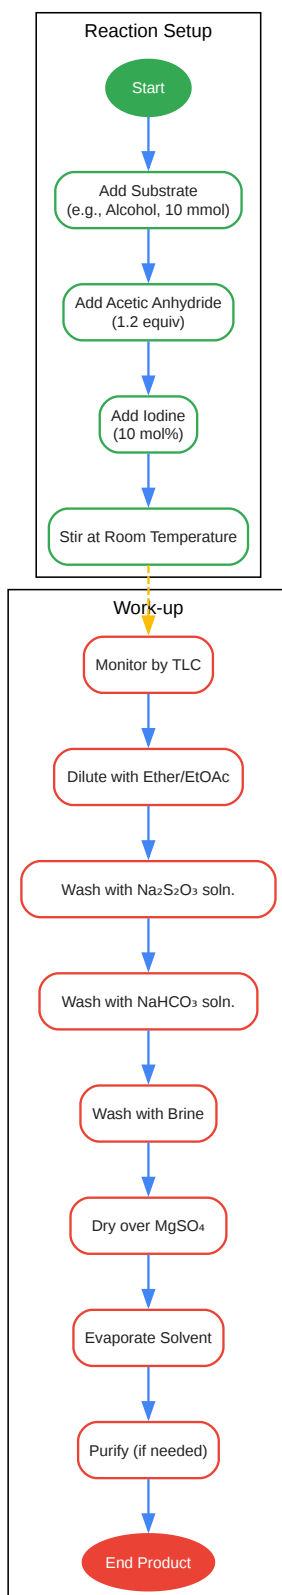 Reaction Setup
Start
Add Substrate
(e.g., Alcohol, 10 mmol)
Add Acetic Anhydride
(1.2 equiv)
Add Iodine
(10 mol%)
Stir at Room Temperature
Work-up
Monitor by TLC
Dilute with Ether/EtOAc
Wash with Na₂S₂O₃ soln.
Wash with NaHCO₃ soln.
Wash with Brine
Dry over MgSO₄
Evaporate Solvent
Purify (if needed)
End Product